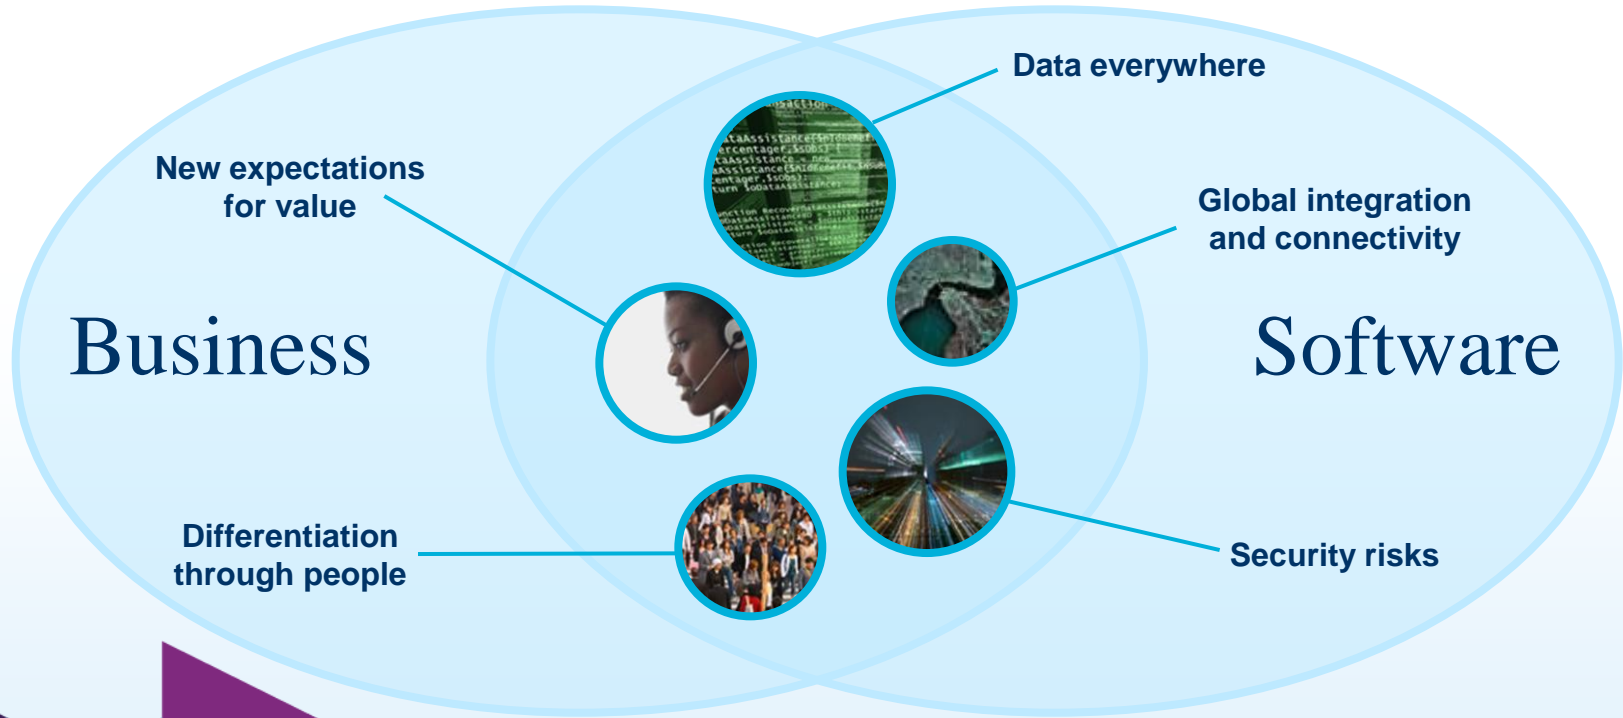 Data everywhere
New expectations
for value
Global integration
and connectivity
Business
Software
Differentiation
through people
Security risks